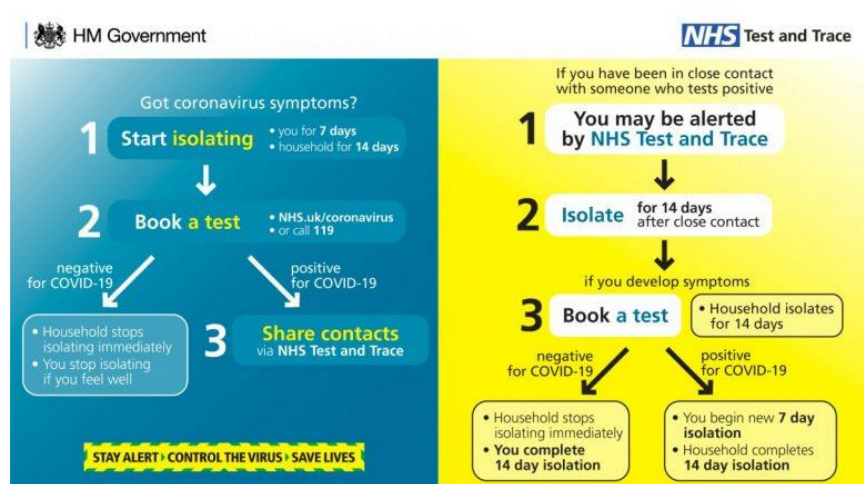 HM Government
NHS Test and Trace
Got coronavirus symptoms?
1 Start isolating
• you for 7 days
• household for 14 days
2 Book a test
• NHS.uk/coronavirus
• or call 119
negative
for COVID-19
positive
for COVID-19
• Household stops
isolating immediately
• You stop isolating
if you feel well
3 Share contacts
via NHS Test and Trace
STAY ALERT CONTROL THE VIRUS SAVE LIVES
If you have been in close contact
with someone who tests positive
1 You may be alerted
by NHS Test and Trace
2 Isolate
for 14 days
after close contact
if you develop symptoms
3 Book a test
• Household isolates
for 14 days
negative
for COVID-19
positive
for COVID-19
• Household stops
isolating immediately
• You complete
14 day isolation
• You begin new 7 day
isolation
• Household completes
14 day isolation